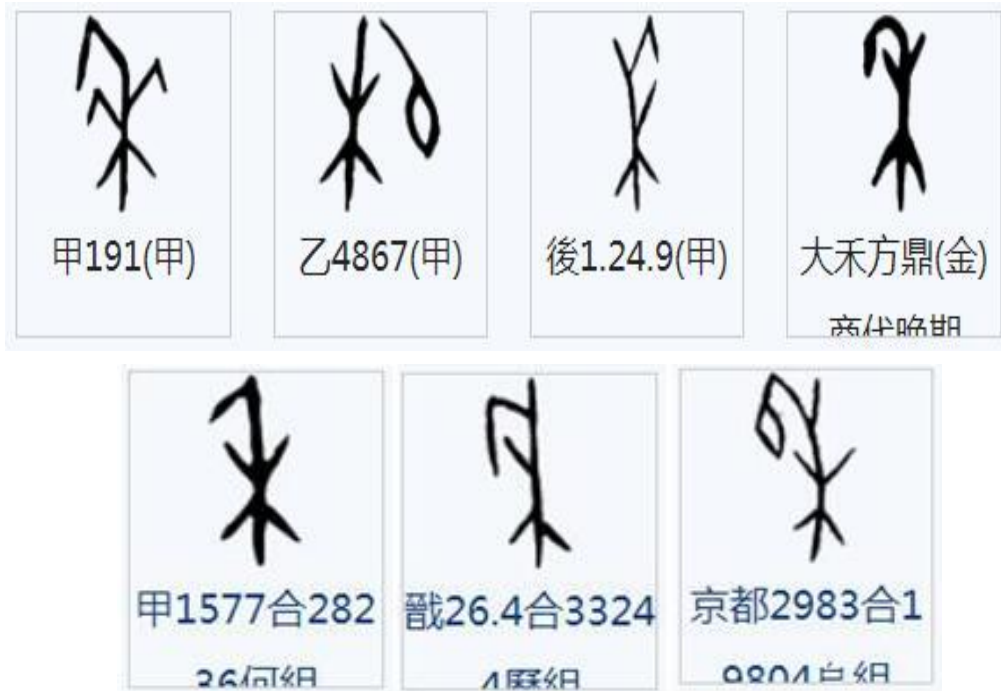 甲191(甲)
乙4867(甲)
後1.24.9(甲)
大禾方鼎(金)
商代晚期
甲1577合282
36何組
戩26.4合3324
4歷組
京都2983合1
9804𠂤組